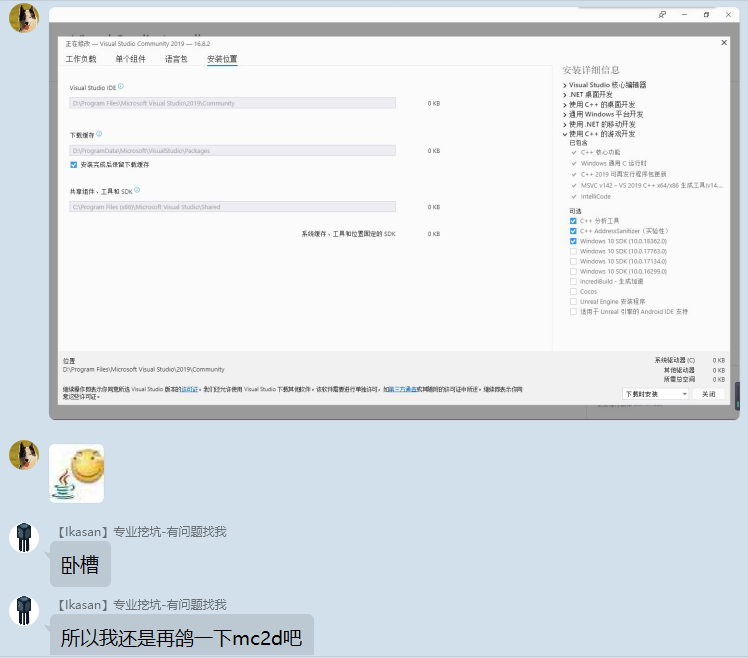 正在修改 — Visual Studio Community 2019 — 16.8.2
工作负载 单个组件 语言包 安装位置
Visual Studio IDE
D:\Program Files\Microsoft Visual Studio\2019\Community
0 KB
下载缓存
D:\ProgramData\Microsoft\VisualStudio\Packages
0 KB
安装完成后保留下载缓存
共享组件、工具和 SDK
C:\Program Files (x86)\Microsoft Visual Studio\Shared
0 KB
系统缓存、工具和位置固定的 SDK 0 KB
安装详细信息
Visual Studio 核心编辑器
.NET 桌面开发
使用 C++ 的桌面开发
通用 Windows 平台开发
使用 .NET 的移动开发
使用 C++ 的游戏开发
已包含
C++ 核心功能
Windows 通用 C 运行时
C++ 2019 可再发行程序包更新
MSVC v142 - VS 2019 C++ x64/x86 生成工具(v14....
IntelliCode
可选
C++ 分析工具
C++ AddressSanitizer (实验性)
Windows 10 SDK (10.0.18362.0)
Windows 10 SDK (10.0.17763.0)
Windows 10 SDK (10.0.17134.0)
Windows 10 SDK (10.0.16299.0)
IncrediBuild - 生成加速
Cocos
Unreal Engine 安装程序
适用于 Unreal 引擎的 Android IDE 支持
位置
D:\Program Files\Microsoft Visual Studio\2019\Community
系统驱动器 (C) 0 KB
其他驱动器 0 KB
所需总空间 0 KB
继续操作即表示你同意所选 Visual Studio 版本的许可证。我们还允许使用 Visual Studio 下载其他软件。该软件需要进行单独许可，如第三方通告或其随附的许可证中所述。继续即表示你同
意这些许可证。
下载时安装 关闭
【Ikasan】专业挖坑-有问题找我
卧槽
【Ikasan】专业挖坑-有问题找我
所以我还是再鸽一下mc2d吧